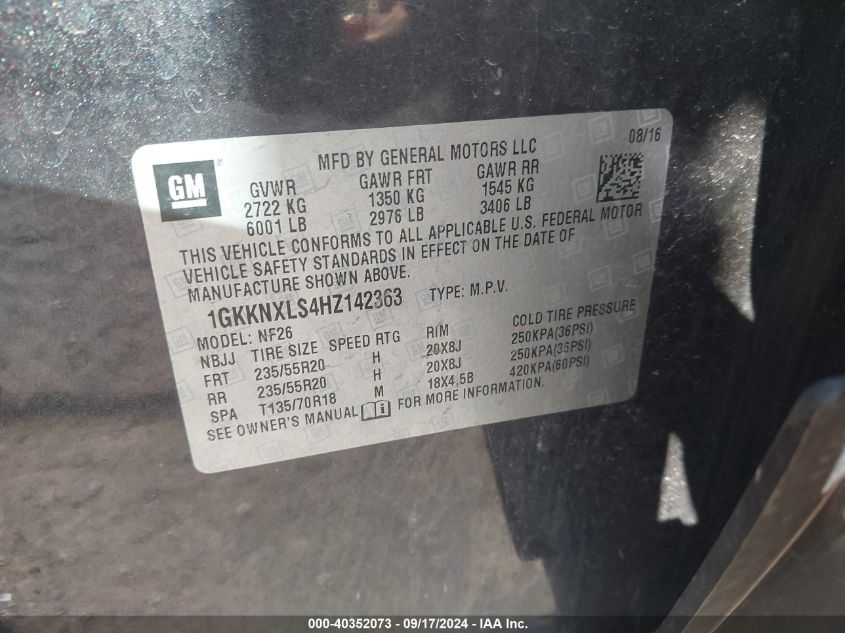 MFD BY GENERAL MOTORS LLC 08/16
GM GVWR GAWR FRT GAWR RR
2722 KG 1350 KG 1545 KG
6001 LB 2976 LB 3406 LB
THIS VEHICLE CONFORMS TO ALL APPLICABLE U.S. FEDERAL MOTOR
VEHICLE SAFETY STANDARDS IN EFFECT ON THE DATE OF
MANUFACTURE SHOWN ABOVE.
1GKKNXLS4HZ142363 TYPE: M.P.V.
MODEL: NF26
NBJJ TIRE SIZE SPEED RTG RIM COLD TIRE PRESSURE
FRT 235/55R20 H 20X8J 250KPA(36PSI)
RR 235/55R20 H 20X8J 250KPA(36PSI)
SPA T135/70R18 M 18X4.5B 420KPA(60PSI)
SEE OWNER'S MANUAL FOR MORE INFORMATION.
000-40352073 - 09/17/2024 - IAA Inc.